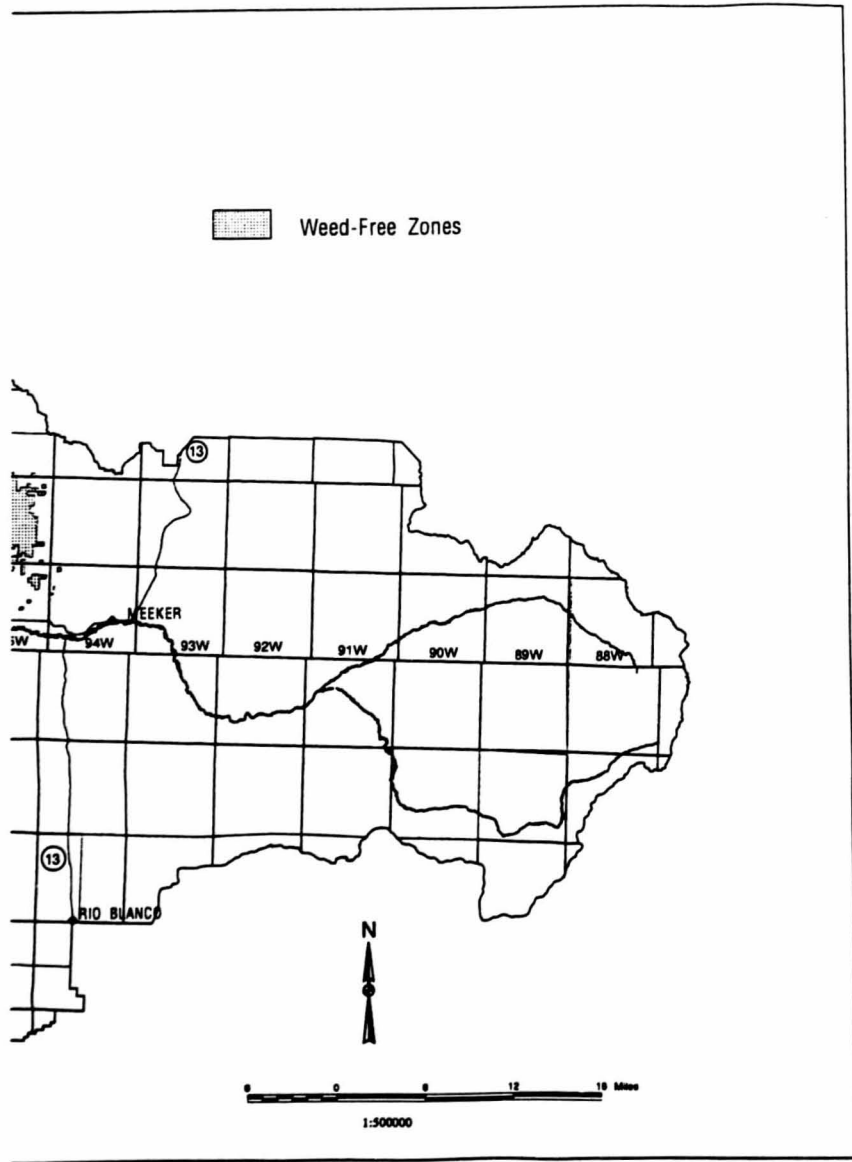 Weed-Free Zones
13
MEEKER
94W
93W
92W
91W
90W
89W
88W
13
RIO BLANCO
N
6 0 6 12 18 Miles
1:500000